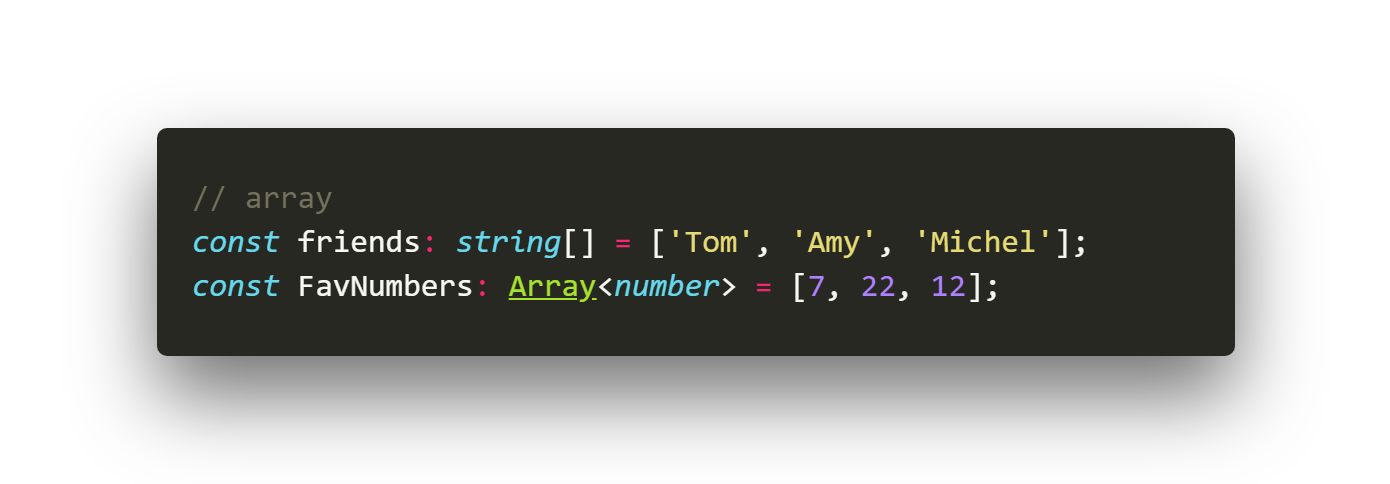 // array
const friends: string[] = ['Tom', 'Amy', 'Michel'];
const FavNumbers: Array<number> = [7, 22, 12];